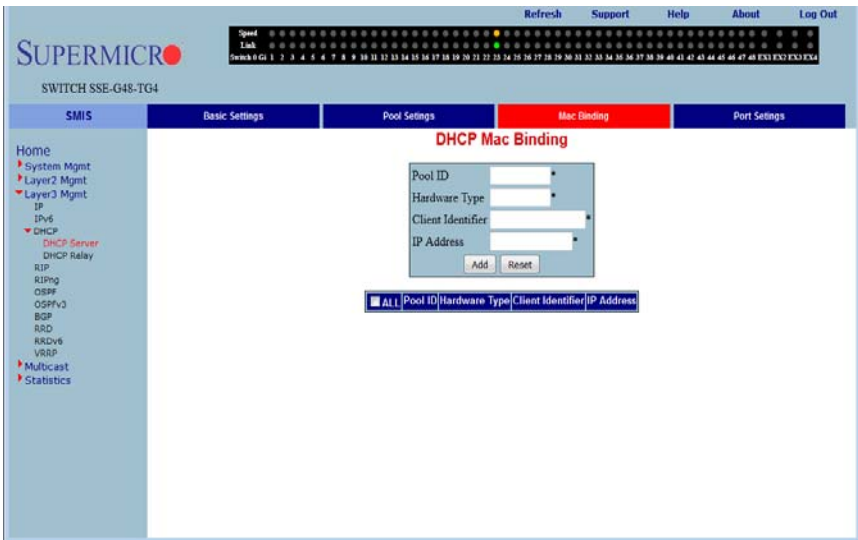 Refresh Support Help About Log Out
SUPERMICRO
SWITCH SSE-G48-TG4
Speed
Link
Switch 0 Gi 1 2 3 4 5 6 7 8 9 10 11 12 13 14 15 16 17 18 19 20 21 22 23 24 25 26 27 28 29 30 31 32 33 34 35 36 37 38 39 40 41 42 43 44 45 46 47 48 EX1 EX2 EX3 EX4
SMIS Basic Settings Pool Setings Mac Binding Port Setings
Home
System Mgmt
Layer2 Mgmt
Layer3 Mgmt
IP
IPv6
DHCP
DHCP Server
DHCP Relay
RIP
RIPng
OSPF
OSPFv3
BGP
RRD
RRDv6
VRRP
Multicast
Statistics
DHCP Mac Binding
Pool ID *
Hardware Type *
Client Identifier *
IP Address *
Add Reset
ALL Pool ID Hardware Type Client Identifier IP Address